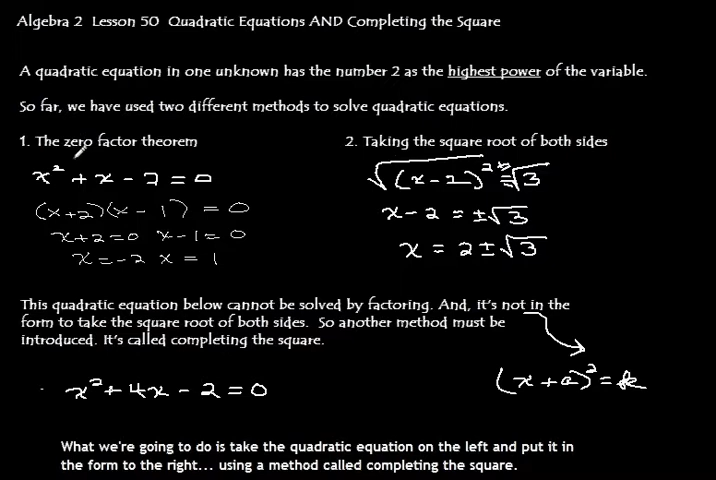 Algebra 2 Lesson 50 Quadratic Equations AND Completing the Square
A quadratic equation in one unknown has the number 2 as the highest power of the variable.
So far, we have used two different methods to solve quadratic equations.
1. The zero factor theorem
x² + x - 2 = 0
(x+2)(x - 1) = 0
x+2=0 x-1=0
x=-2 x = 1
2. Taking the square root of both sides
√(x - 2)² = √3
x - 2 = ±√3
x = 2 ± √3
This quadratic equation below cannot be solved by factoring. And, it's not in the
form to take the square root of both sides. So another method must be
introduced. It's called completing the square.
x² + 4x - 2 = 0
(x + a)² = k
What we're going to do is take the quadratic equation on the left and put it in
the form to the right... using a method called completing the square.